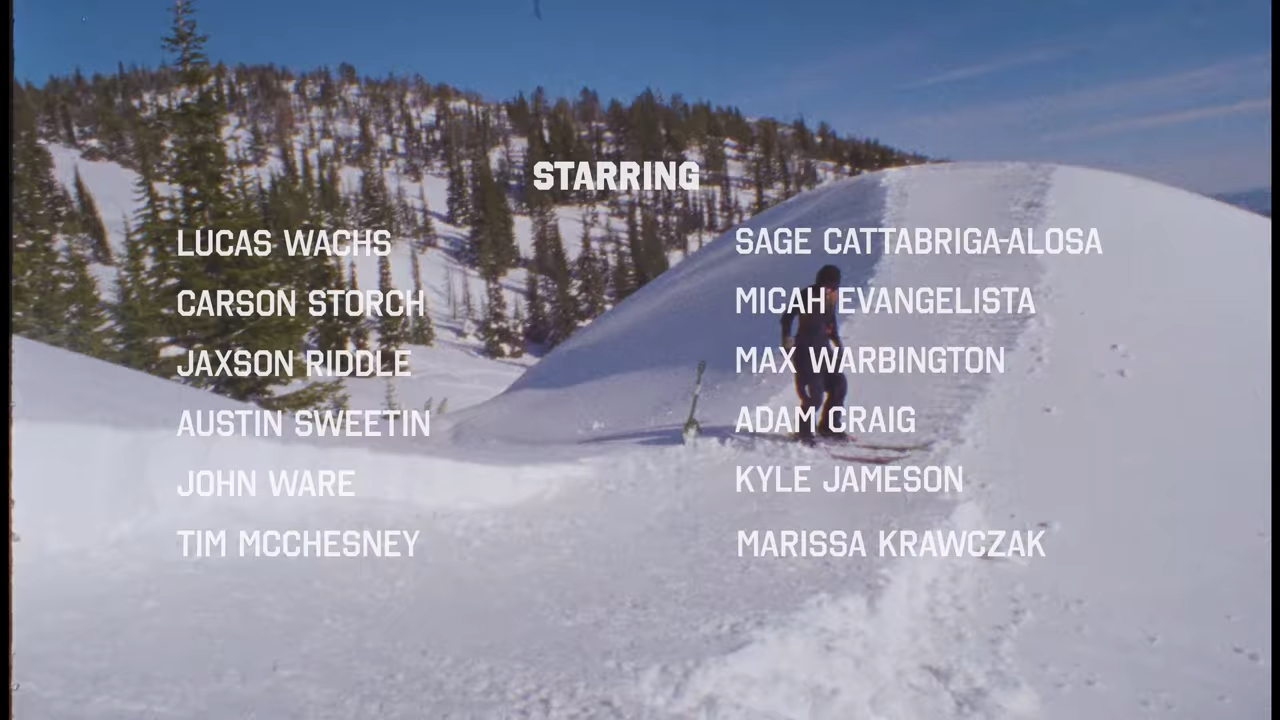 STARRING
LUCAS WACHS
CARSON STORCH
JAXSON RIDDLE
AUSTIN SWEETIN
JOHN WARE
TIM MCCHESNEY
SAGE CATTABRIGA-ALOSA
MICAH EVANGELISTA
MAX WARBINGTON
ADAM CRAIG
KYLE JAMESON
MARISSA KRAWCZAK